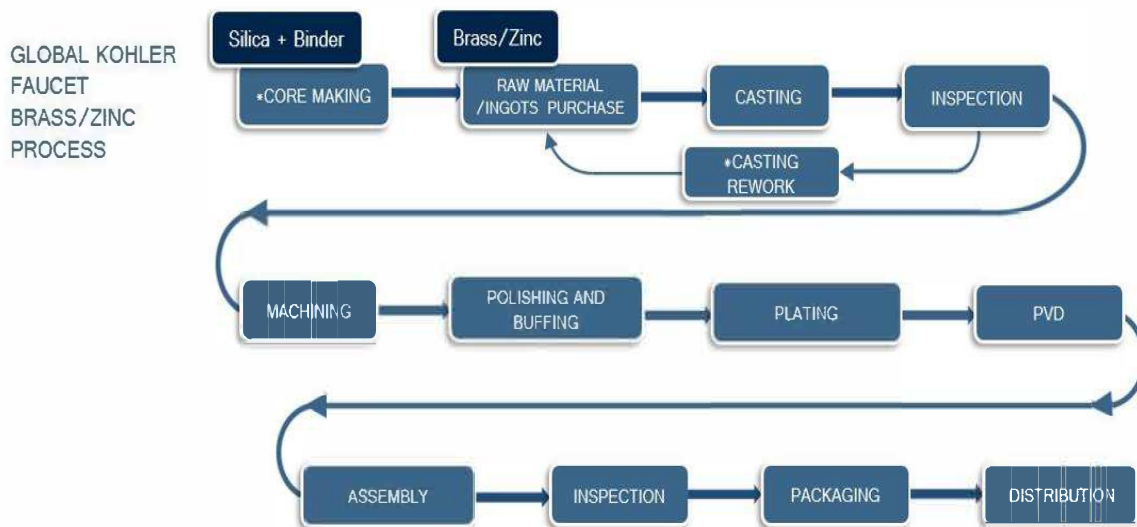 GLOBAL KOHLER
FAUCET
BRASS/ZINC
PROCESS
Silica + Binder
Brass/Zinc
*CORE MAKING
RAW MATERIAL
/INGOTS PURCHASE
CASTING
INSPECTION
*CASTING
REWORK
MACHINING
POLISHING AND
BUFFING
PLATING
PVD
ASSEMBLY
INSPECTION
PACKAGING
DISTRIBUTION